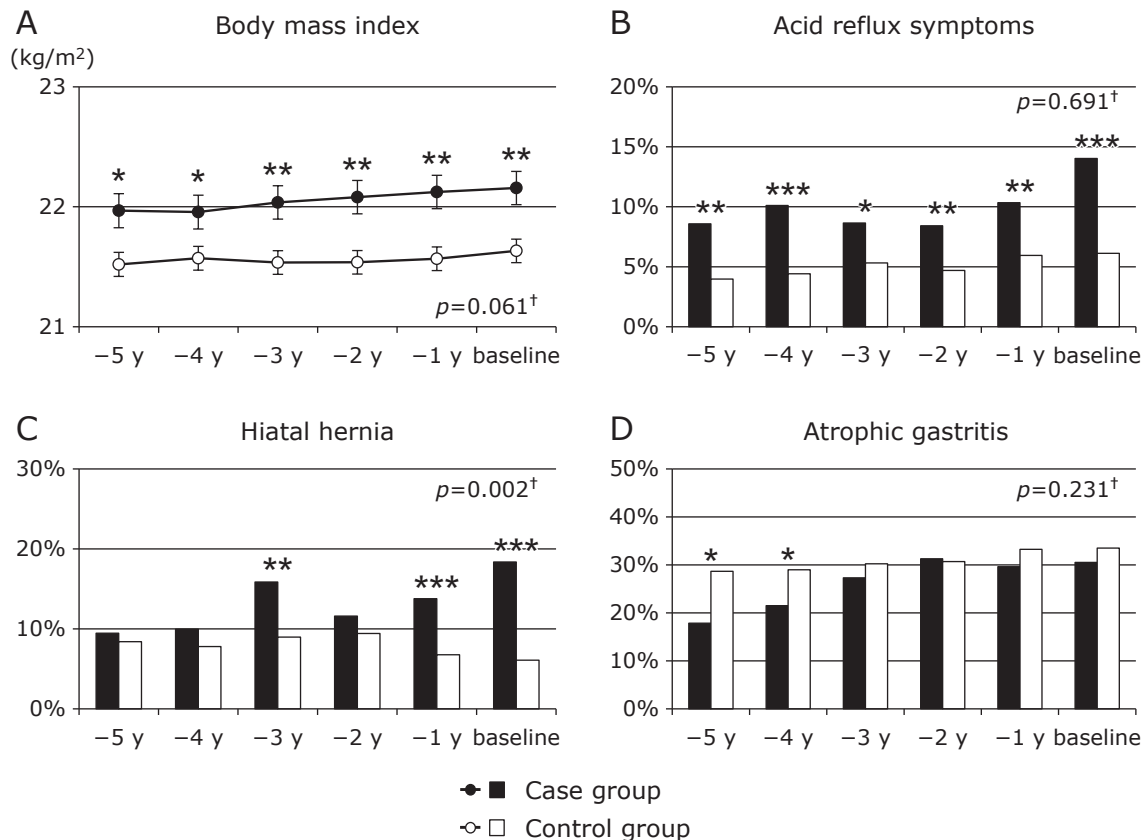 A Body mass index
(kg/m²)
23
22
21
* * ** ** ** **
p=0.061†
−5 y −4 y −3 y −2 y −1 y baseline
B Acid reflux symptoms
20%
15%
10%
5%
0%
p=0.691†
** *** * ** ** ***
−5 y −4 y −3 y −2 y −1 y baseline
C Hiatal hernia
30%
20%
10%
0%
p=0.002†
** *** ***
−5 y −4 y −3 y −2 y −1 y baseline
D Atrophic gastritis
50%
40%
30%
20%
10%
0%
p=0.231†
* *
−5 y −4 y −3 y −2 y −1 y baseline
Case group
Control group